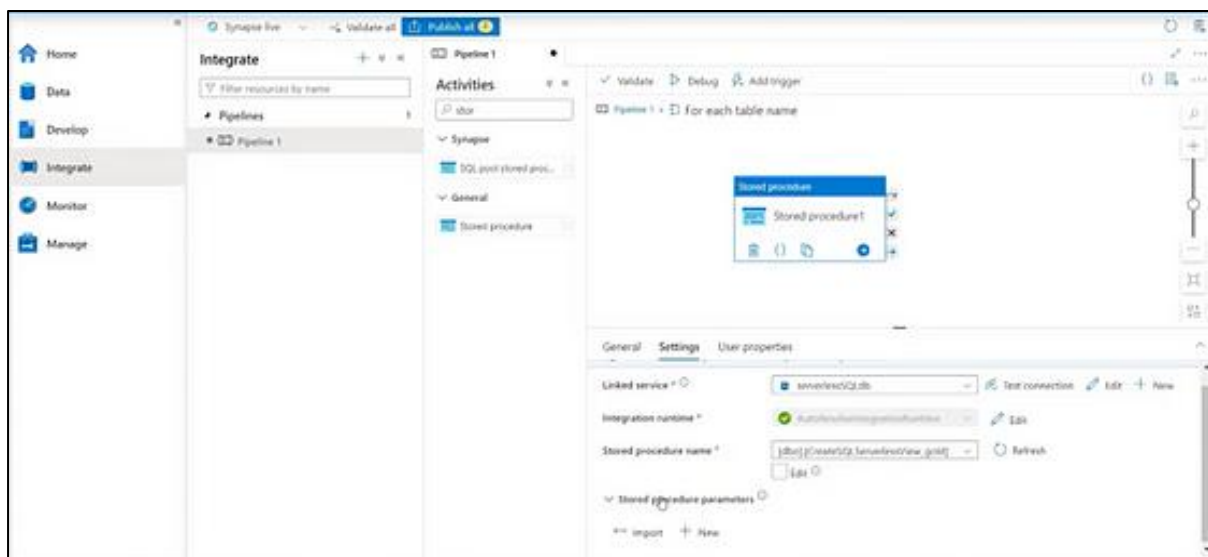 Synapse live
Validate all
Publish all
Home
Data
Develop
Integrate
Monitor
Manage
Integrate
Filter resources by name
Pipelines
1
Pipeline 1
Pipeline 1
Activities
stor
Synapse
SQL pool stored proc...
General
Stored procedure
Validate
Debug
Add trigger
Pipeline 1 > for each table name
Stored procedure
Stored procedure1
General Settings User properties
Linked service *
serverlessSQLdb
Test connection
Edit
New
Integration runtime *
AutoResolveIntegrationRuntime
Edit
Stored procedure name *
[dbo].[CreateSQLServerlessView_gold]
Refresh
Edit
Stored procedure parameters
Import
New